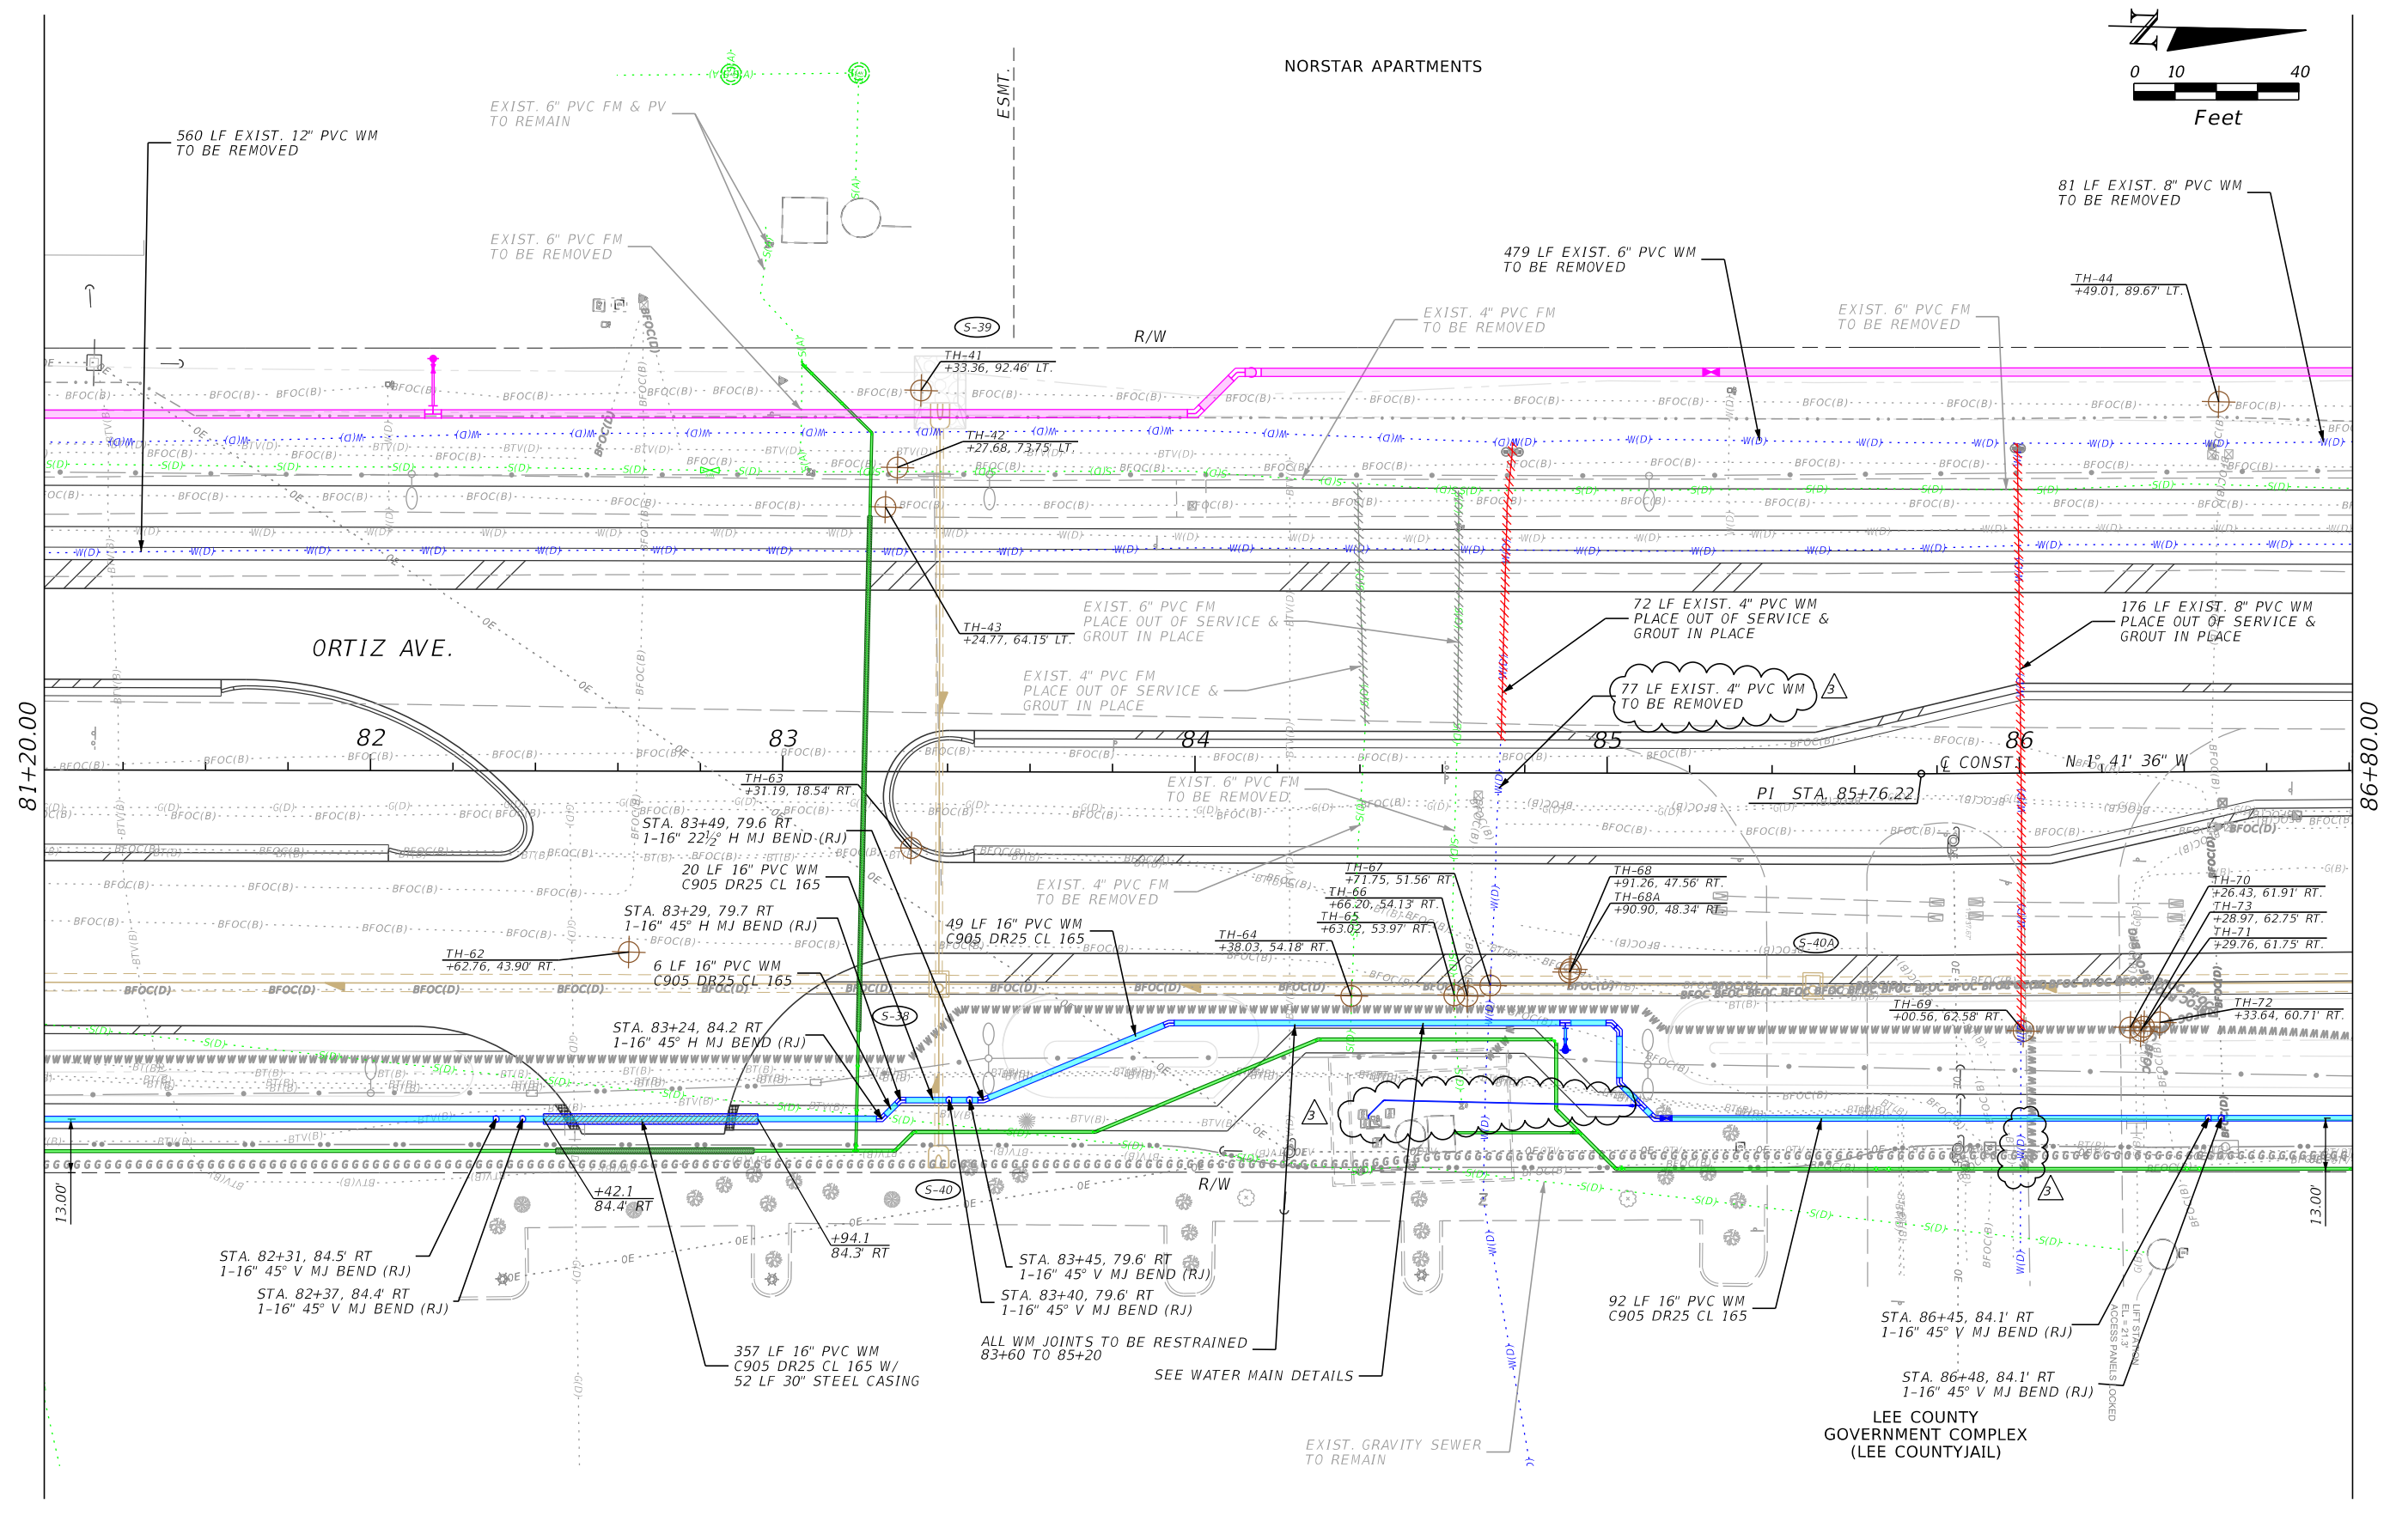 NORSTAR APARTMENTS
N
0 10 40
Feet
ESMT.
EXIST. 6" PVC FM & PV
TO REMAIN
560 LF EXIST. 12" PVC WM
TO BE REMOVED
81 LF EXIST. 8" PVC WM
TO BE REMOVED
EXIST. 6" PVC FM
TO BE REMOVED
479 LF EXIST. 6" PVC WM
TO BE REMOVED
TH-44
+49.01, 89.67' LT.
EXIST. 4" PVC FM
TO BE REMOVED
EXIST. 6" PVC FM
TO BE REMOVED
S-39
R/W
TH-41
+33.36, 92.46' LT.
TH-42
+27.68, 73.75' LT.
TH-43
+24.77, 64.15' LT.
EXIST. 6" PVC FM
PLACE OUT OF SERVICE &
GROUT IN PLACE
72 LF EXIST. 4" PVC WM
PLACE OUT OF SERVICE &
GROUT IN PLACE
176 LF EXIST. 8" PVC WM
PLACE OUT OF SERVICE &
GROUT IN PLACE
ORTIZ AVE.
EXIST. 4" PVC FM
PLACE OUT OF SERVICE &
GROUT IN PLACE
77 LF EXIST. 4" PVC WM
TO BE REMOVED
3
81+20.00
82
83
84
85
86
86+80.00
℄ CONST.
N 1° 41' 36" W
PI STA. 85+76.22
TH-63
+31.19, 18.54' RT.
EXIST. 6" PVC FM
TO BE REMOVED
STA. 83+49, 79.6 RT
1-16" 22½° H MJ BEND (RJ)
20 LF 16" PVC WM
C905 DR25 CL 165
EXIST. 4" PVC FM
TO BE REMOVED
TH-67
+71.75, 51.56' RT.
TH-66
+66.20, 54.13' RT.
TH-65
+63.02, 53.97' RT.
TH-64
+38.03, 54.18' RT.
TH-68
+91.26, 47.56' RT.
TH-68A
+90.90, 48.34' RT.
TH-70
+26.43, 61.91' RT.
TH-73
+28.97, 62.75' RT.
TH-71
+29.76, 61.75' RT.
STA. 83+29, 79.7 RT
1-16" 45° H MJ BEND (RJ)
49 LF 16" PVC WM
C905 DR25 CL 165
S-40A
TH-62
+62.76, 43.90' RT.
6 LF 16" PVC WM
C905 DR25 CL 165
TH-69
+00.56, 62.58' RT.
TH-72
+33.64, 60.71' RT.
S-38
STA. 83+24, 84.2 RT
1-16" 45° H MJ BEND (RJ)
3
S-40
R/W
3
13.00'
+42.1
84.4' RT
+94.1
84.3' RT
13.00'
STA. 82+31, 84.5' RT
1-16" 45° V MJ BEND (RJ)
STA. 82+37, 84.4' RT
1-16" 45° V MJ BEND (RJ)
STA. 83+45, 79.6' RT
1-16" 45° V MJ BEND (RJ)
STA. 83+40, 79.6' RT
1-16" 45° V MJ BEND (RJ)
ALL WM JOINTS TO BE RESTRAINED
83+60 TO 85+20
SEE WATER MAIN DETAILS
357 LF 16" PVC WM
C905 DR25 CL 165 W/
52 LF 30" STEEL CASING
92 LF 16" PVC WM
C905 DR25 CL 165
STA. 86+45, 84.1' RT
1-16" 45° V MJ BEND (RJ)
STA. 86+48, 84.1' RT
1-16" 45° V MJ BEND (RJ)
LIFT STATION
EL. = 21.3'
ACCESS PANELS LOCKED
EXIST. GRAVITY SEWER
TO REMAIN
LEE COUNTY
GOVERNMENT COMPLEX
(LEE COUNTYJAIL)